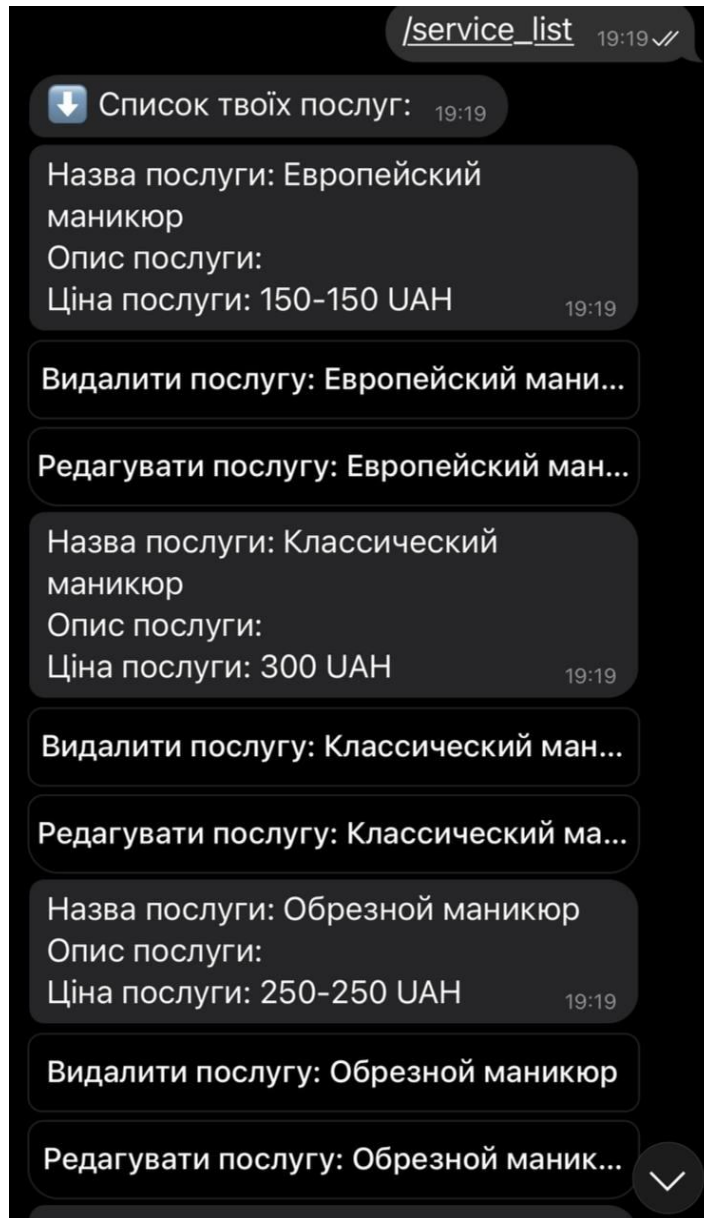 /service_list 19:19
⬇️ Список твоїх послуг: 19:19
Назва послуги: Европейский
маникюр
Опис послуги:
Ціна послуги: 150-150 UAH 19:19
Видалити послугу: Европейский мани...
Редагувати послугу: Европейский ман...
Назва послуги: Классический
маникюр
Опис послуги:
Ціна послуги: 300 UAH 19:19
Видалити послугу: Классический ман...
Редагувати послугу: Классический ма...
Назва послуги: Обрезной маникюр
Опис послуги:
Ціна послуги: 250-250 UAH 19:19
Видалити послугу: Обрезной маникюр
Редагувати послугу: Обрезной маник...